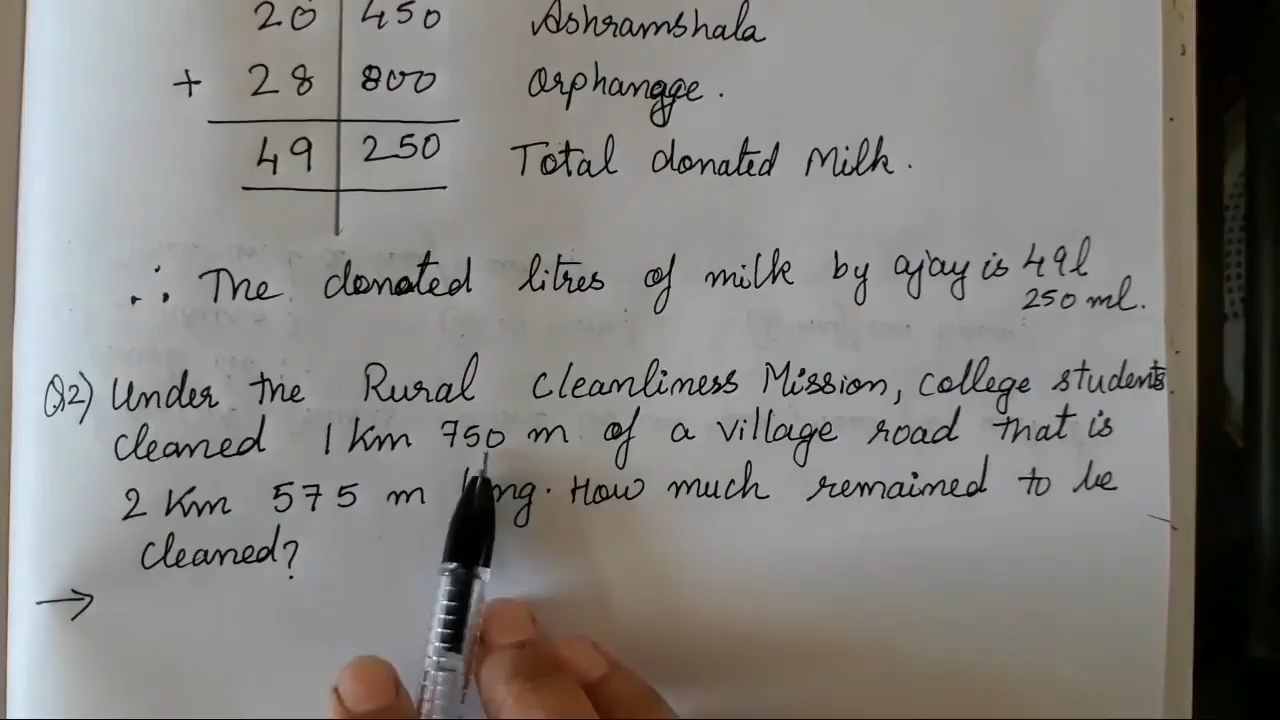 20 | 450 Ashramshala
+ 28 | 800 Orphanage.
49 | 250 Total donated Milk.
∴ The donated litres of milk by ajay is 49l
250 ml.
Q2) Under the Rural Cleanliness Mission, College students
cleaned 1 Km 750 m of a village road that is
2 Km 575 m long. How much remained to be
cleaned?
→